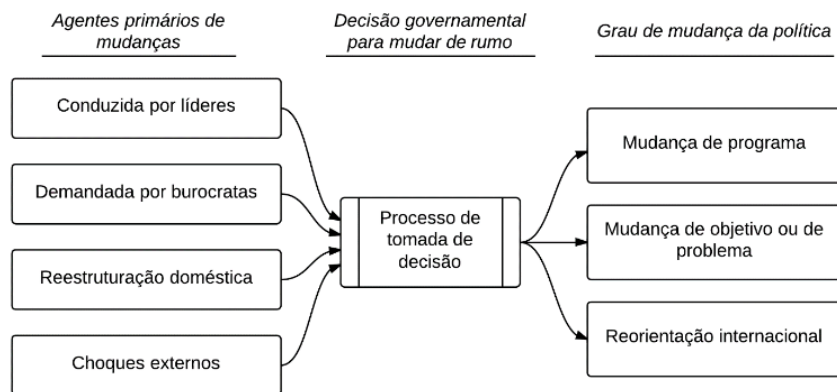 Agentes primários de
mudanças
Decisão governamental
para mudar de rumo
Grau de mudança da política
Conduzida por líderes
Demandada por burocratas
Reestruturação doméstica
Choques externos
Processo de
tomada de
decisão
Mudança de programa
Mudança de objetivo ou de
problema
Reorientação internacional